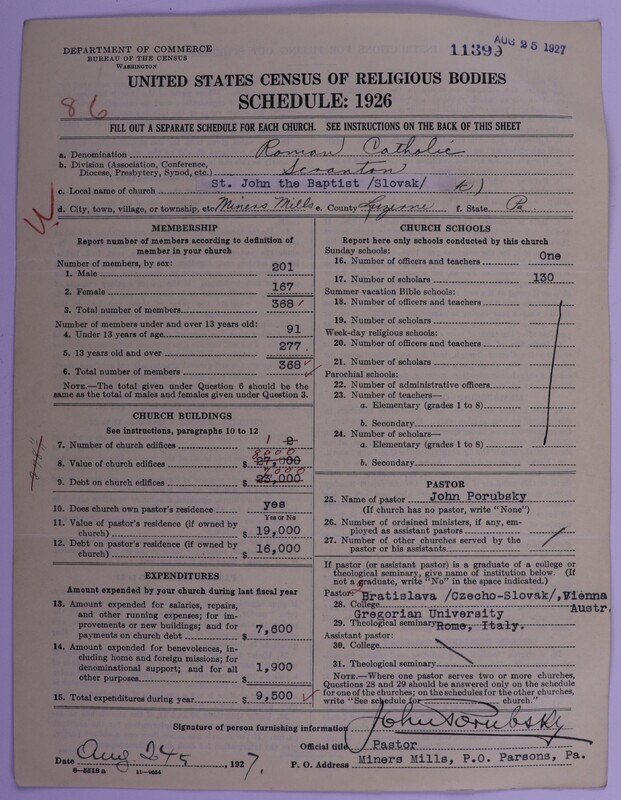 DEPARTMENT OF COMMERCE
BUREAU OF THE CENSUS
WASHINGTON
11399 AUG 25 1927
UNITED STATES CENSUS OF RELIGIOUS BODIES
SCHEDULE: 1926
86
FILL OUT A SEPARATE SCHEDULE FOR EACH CHURCH. SEE INSTRUCTIONS ON THE BACK OF THIS SHEET
a. Denomination Roman Catholic
b. Division (Association, Conference, Diocese, Presbytery, Synod, etc.) Scranton
c. Local name of church St. John the Baptist /Slovak/
d. City, town, village, or township, etc. Miners Mills e. County Luzerne f. State Pa.
MEMBERSHIP
Report number of members according to definition of member in your church
Number of members, by sex:
1. Male 201
2. Female 167
3. Total number of members 368
Number of members under and over 13 years old:
4. Under 13 years of age 91
5. 13 years old and over 277
6. Total number of members 368
NOTE.—The total given under Question 6 should be the same as the total of males and females given under Question 3.
CHURCH BUILDINGS
See instructions, paragraphs 10 to 12
7. Number of church edifices 1 2
8. Value of church edifices $ 8000 27,000
9. Debt on church edifices $ 7000 23,000
10. Does church own pastor's residence yes
Yes or No
11. Value of pastor's residence (if owned by church) $ 19,000
12. Debt on pastor's residence (if owned by church) $ 16,000
EXPENDITURES
Amount expended by your church during last fiscal year
13. Amount expended for salaries, repairs, and other running expenses; for improvements or new buildings; and for payments on church debt $ 7,600
14. Amount expended for benevolences, including home and foreign missions; for denominational support; and for all other purposes $ 1,900
15. Total expenditures during year $ 9,500
CHURCH SCHOOLS
Report here only schools conducted by this church
Sunday schools:
16. Number of officers and teachers One
17. Number of scholars 130
Summer vacation Bible schools:
18. Number of officers and teachers
19. Number of scholars
Week-day religious schools:
20. Number of officers and teachers
21. Number of scholars
Parochial schools:
22. Number of administrative officers
23. Number of teachers—
a. Elementary (grades 1 to 8)
b. Secondary
24. Number of scholars—
a. Elementary (grades 1 to 8)
b. Secondary
PASTOR
25. Name of pastor John Porubsky
(If church has no pastor, write "None")
26. Number of ordained ministers, if any, employed as assistant pastors
27. Number of other churches served by the pastor or his assistants
If pastor (or assistant pastor) is a graduate of a college or theological seminary, give name of institution below. (If not a graduate, write "No" in the space indicated.)
Pastor:
28. College Bratislava /Czecho-Slovak/, Vienna Austr.
29. Theological seminary Gregorian University Rome, Italy.
Assistant pastor:
30. College
31. Theological seminary
NOTE.—Where one pastor serves two or more churches, Questions 28 and 29 should be answered only on the schedule for one of the churches; on the schedules for the other churches, write "See schedule for church."
Signature of person furnishing information John Porubsky
Official title Pastor
Date Aug. 24, 1927. P. O. Address Miners Mills, P.O. Parsons, Pa.
8-5518a 11-9034